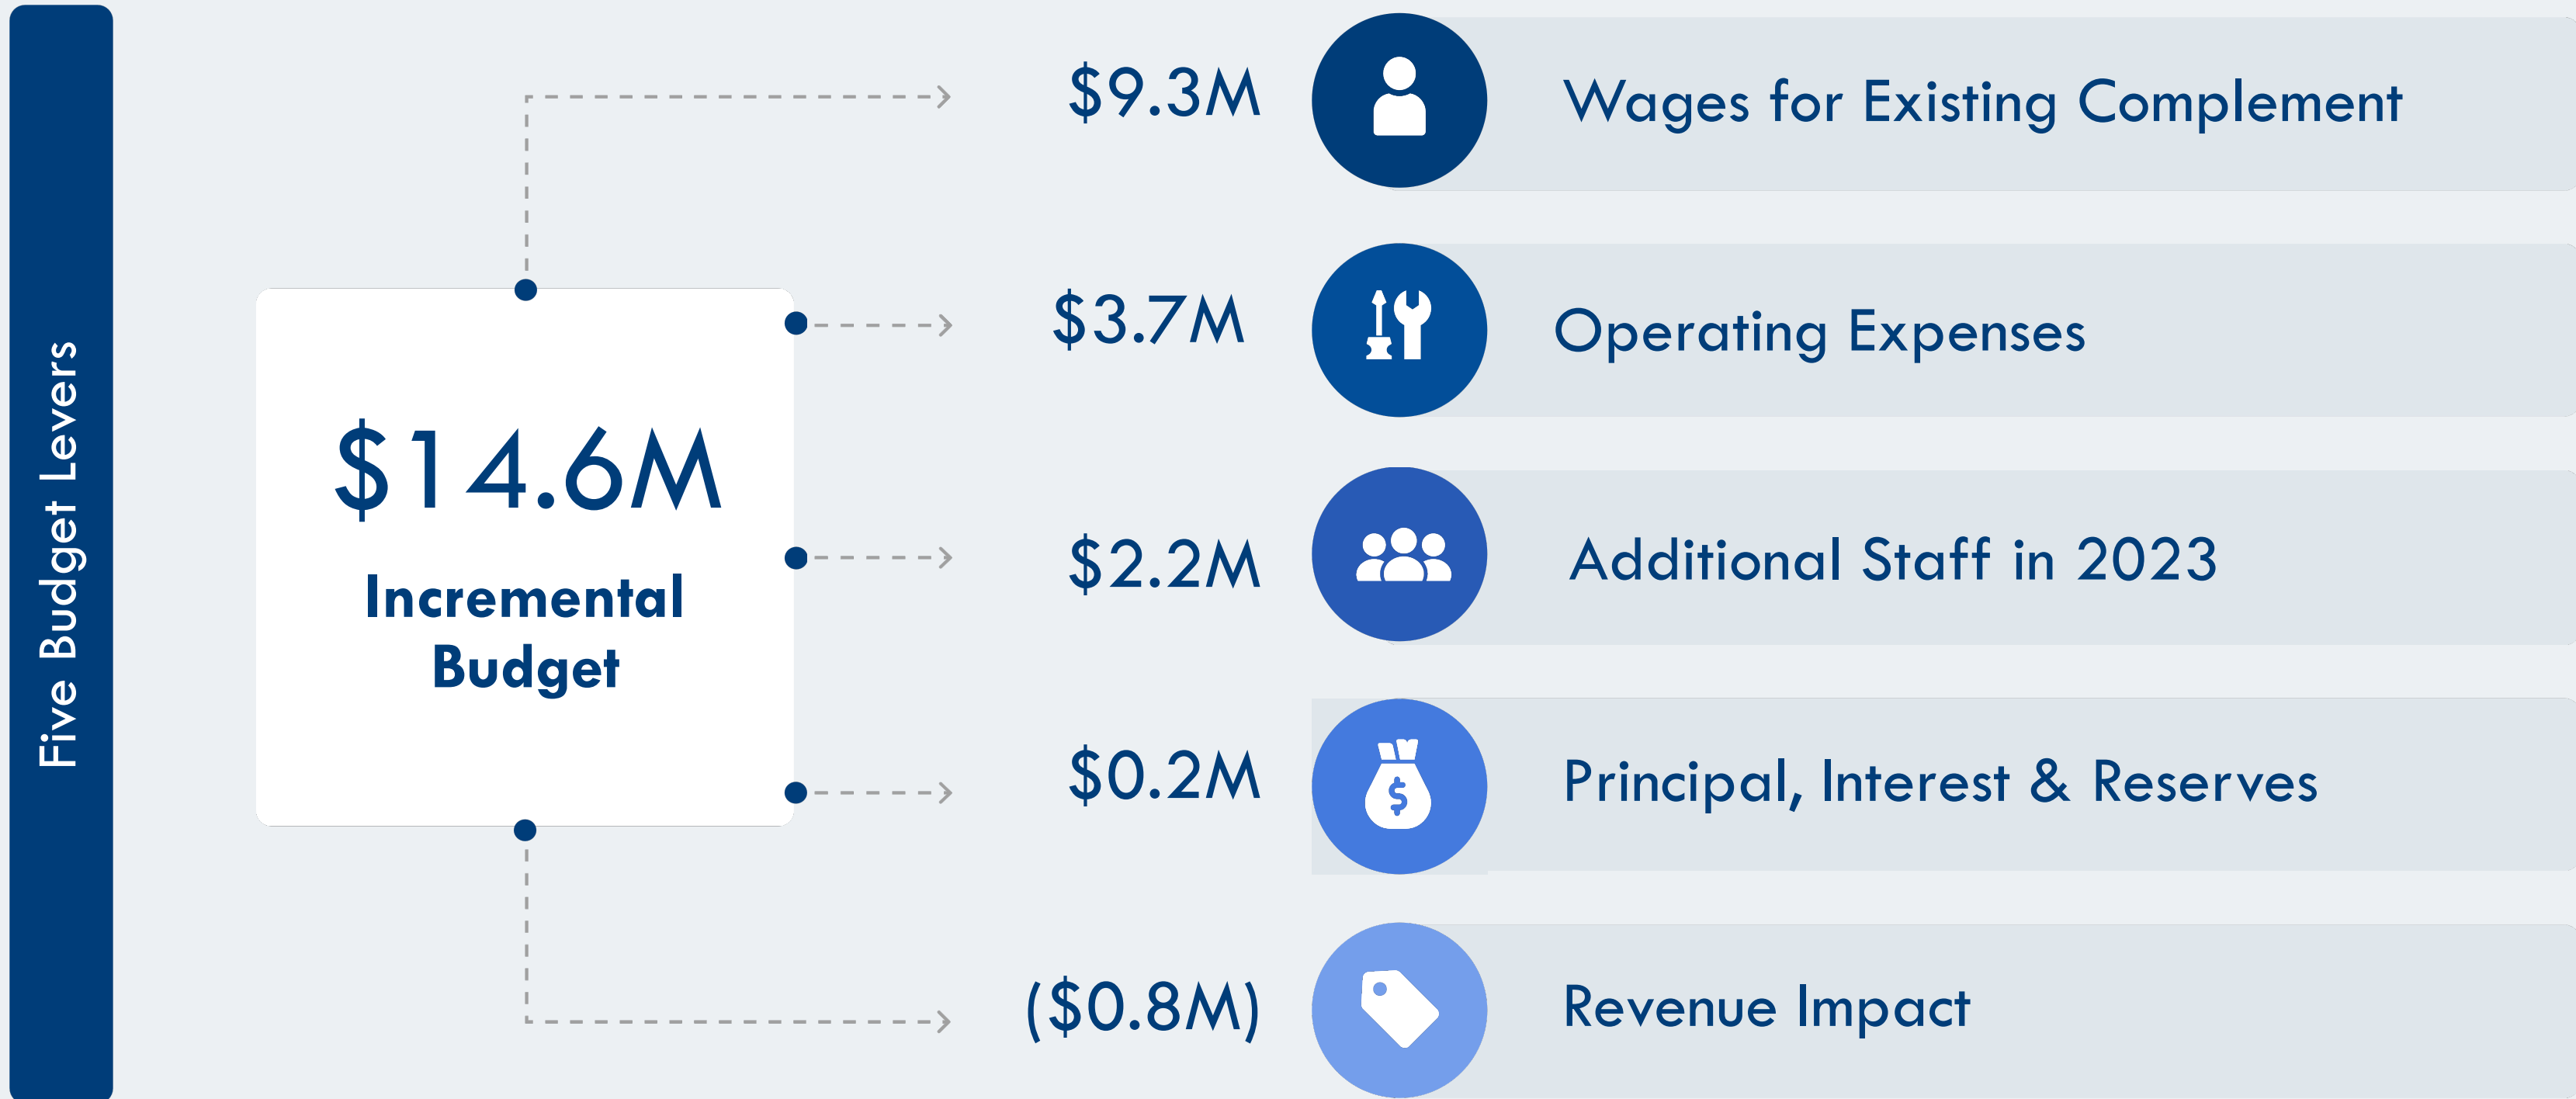 Five Budget Levers
$14.6M
Incremental
Budget
$9.3M
Wages for Existing Complement
$3.7M
Operating Expenses
$2.2M
Additional Staff in 2023
$0.2M
Principal, Interest & Reserves
($0.8M)
Revenue Impact